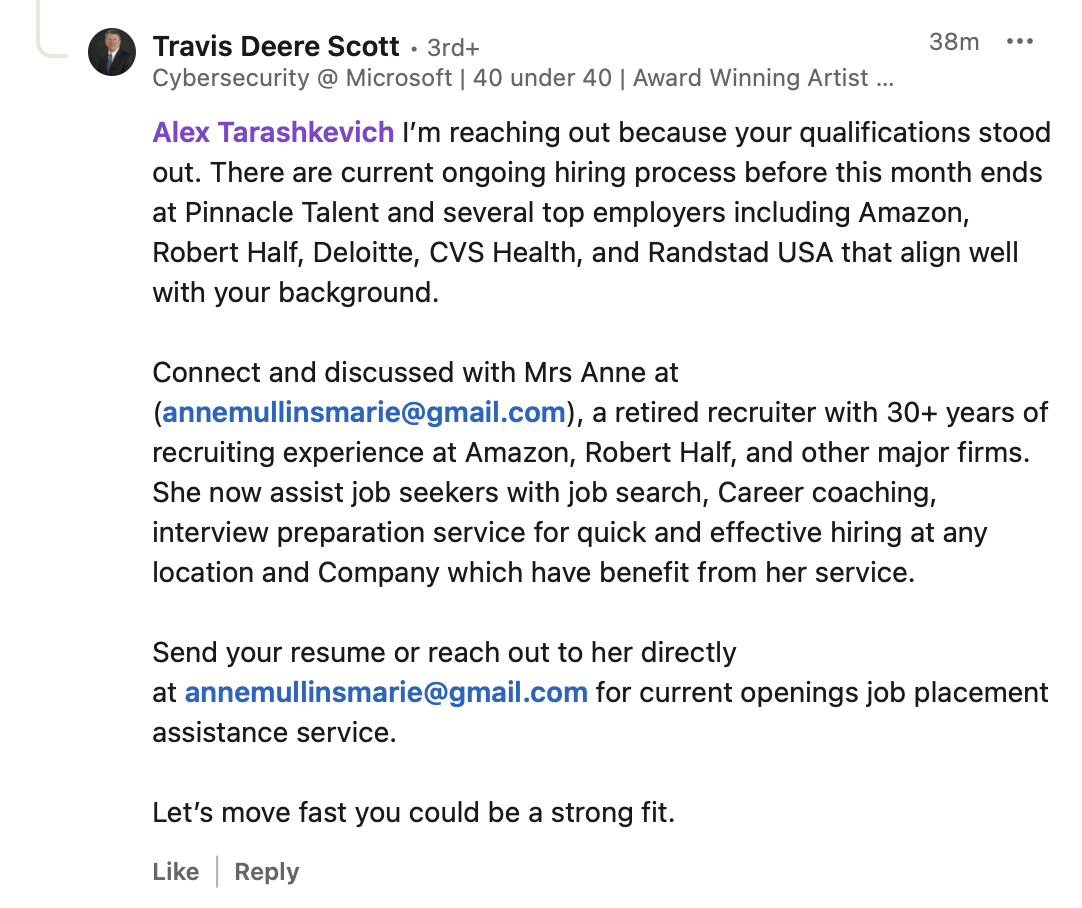 Travis Deere Scott • 3rd+ 38m •••
Cybersecurity @ Microsoft | 40 under 40 | Award Winning Artist ...
Alex Tarashkevich I’m reaching out because your qualifications stood
out. There are current ongoing hiring process before this month ends
at Pinnacle Talent and several top employers including Amazon,
Robert Half, Deloitte, CVS Health, and Randstad USA that align well
with your background.
Connect and discussed with Mrs Anne at
(annemullinsmarie@gmail.com), a retired recruiter with 30+ years of
recruiting experience at Amazon, Robert Half, and other major firms.
She now assist job seekers with job search, Career coaching,
interview preparation service for quick and effective hiring at any
location and Company which have benefit from her service.
Send your resume or reach out to her directly
at annemullinsmarie@gmail.com for current openings job placement
assistance service.
Let’s move fast you could be a strong fit.
Like | Reply